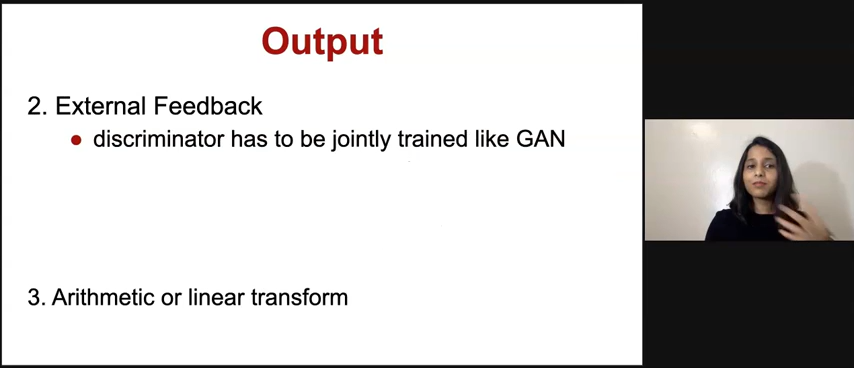 Output
2. External Feedback
● discriminator has to be jointly trained like GAN
3. Arithmetic or linear transform